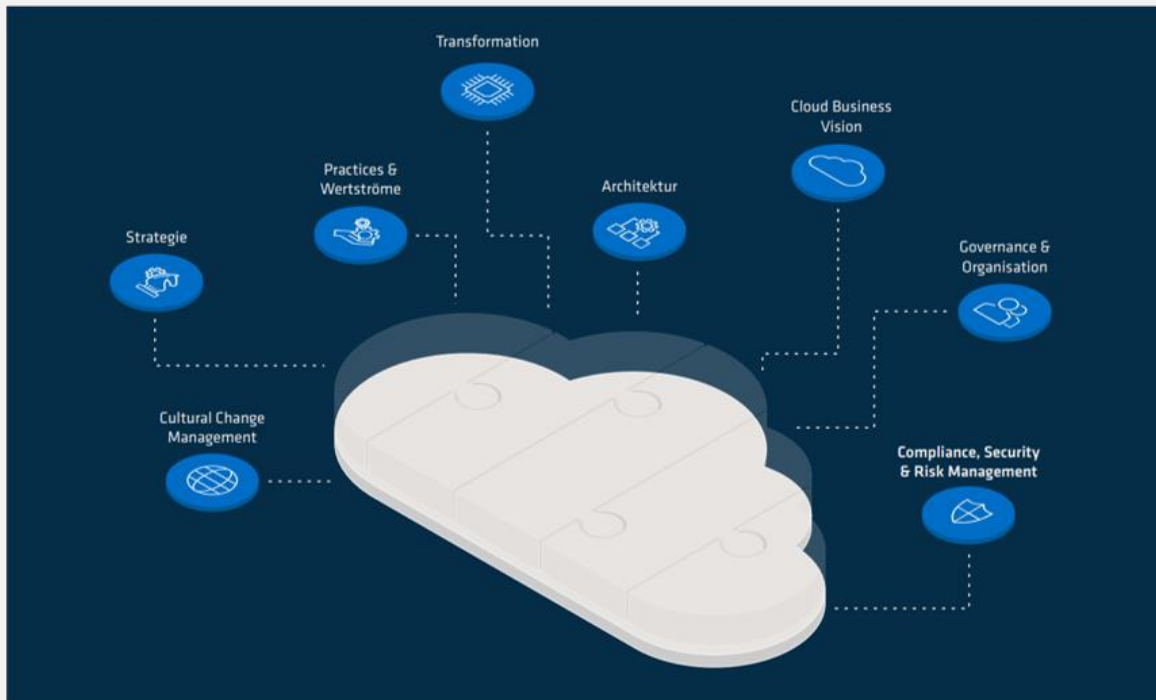 Transformation
Cloud Business
Vision
Practices &
Wertströme
Architektur
Strategie
Governance &
Organisation
Cultural Change
Management
Compliance, Security
& Risk Management